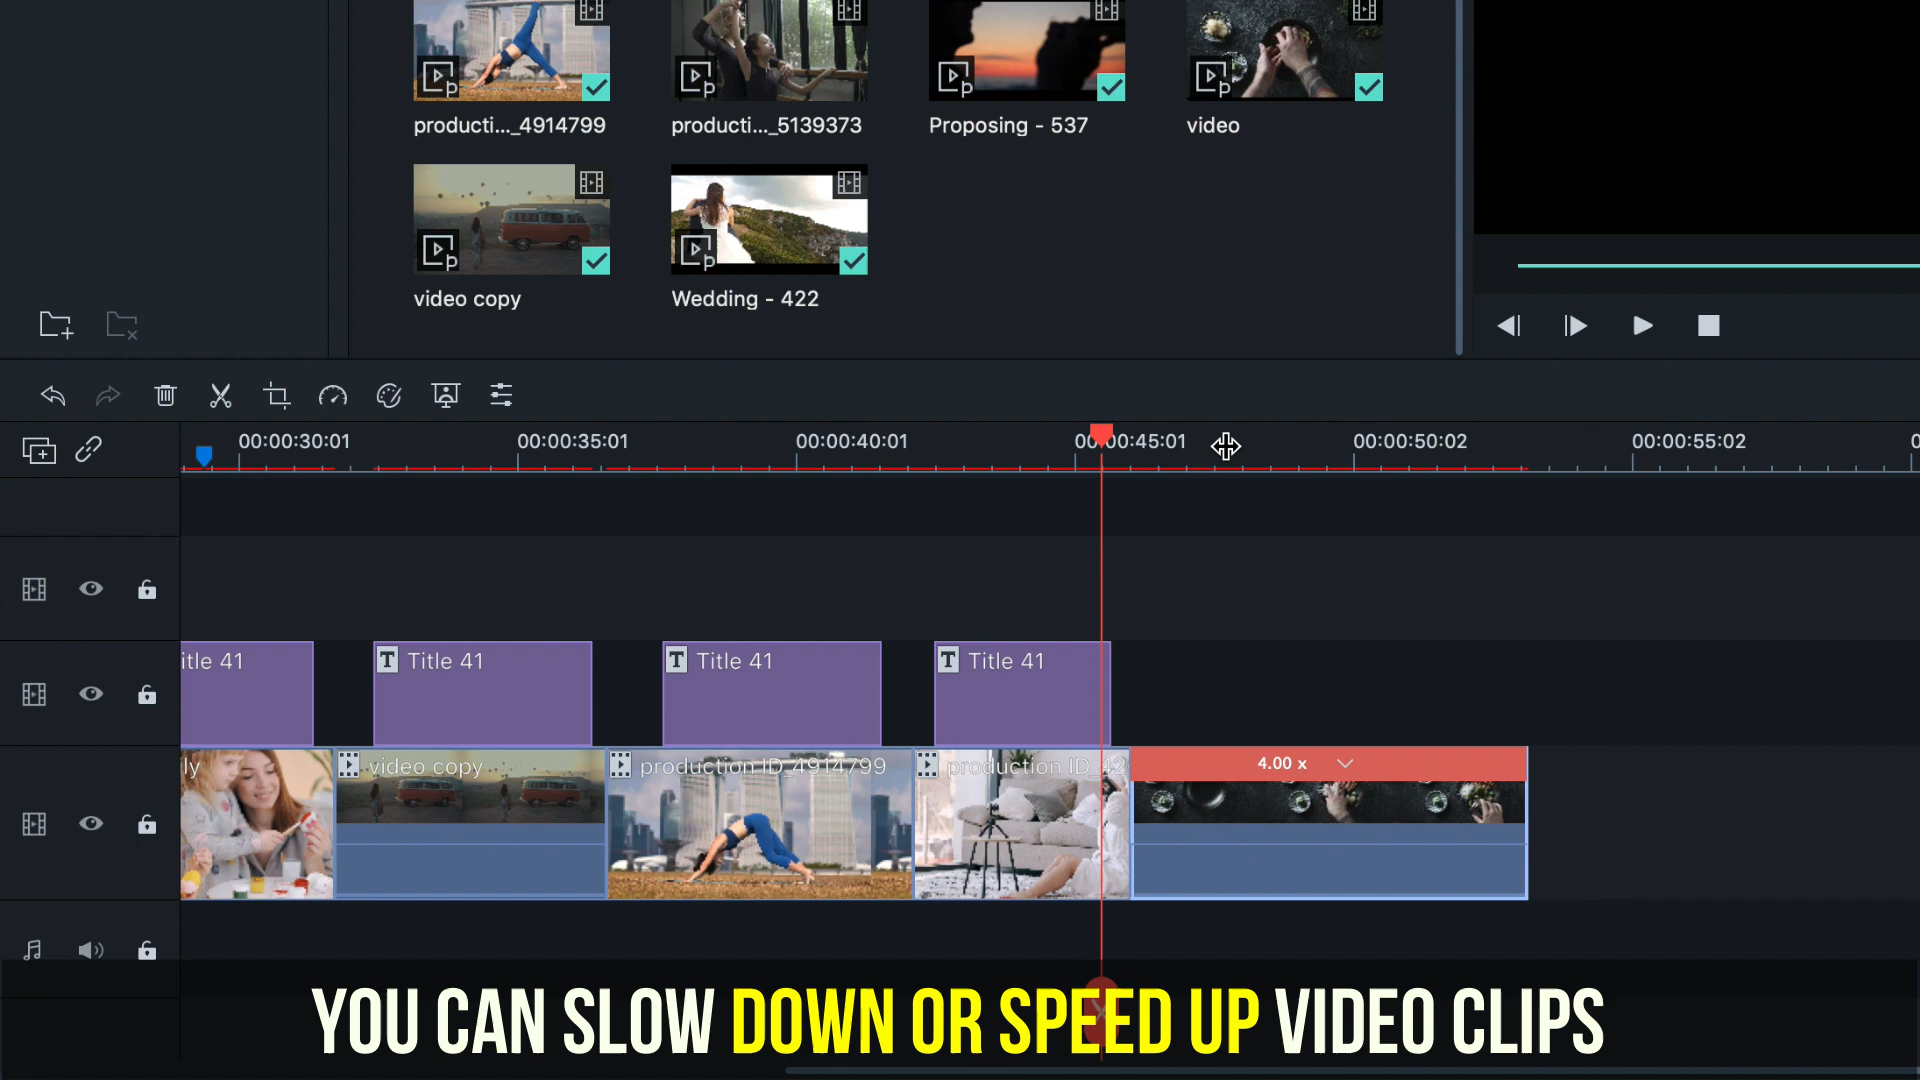 producti..._4914799
producti..._5139373
Proposing - 537
video
video copy
Wedding - 422
00:00:30:01
00:00:35:01
00:00:40:01
00:00:45:01
00:00:50:02
00:00:55:02
itle 41
T Title 41
T Title 41
T Title 41
ly
video copy
production ID_4914799
production ID_42
4.00 x
YOU CAN SLOW DOWN OR SPEED UP VIDEO CLIPS